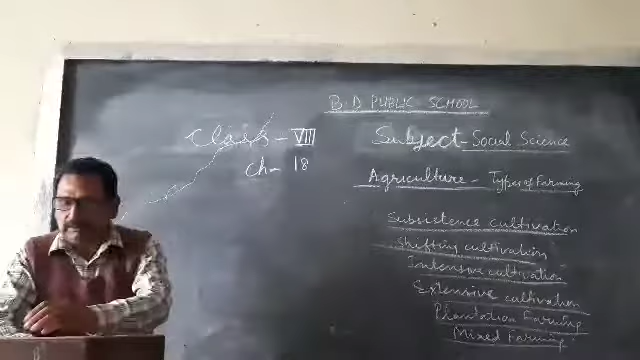 B.D PUBLIC SCHOOL
Class - VIII
Subject - Social Science
Ch - 18
Agriculture - Types of Farming
Subsistence cultivation
Shifting cultivation
Intensive cultivation
Extensive cultivation
Plantation Farming
Mixed Farming